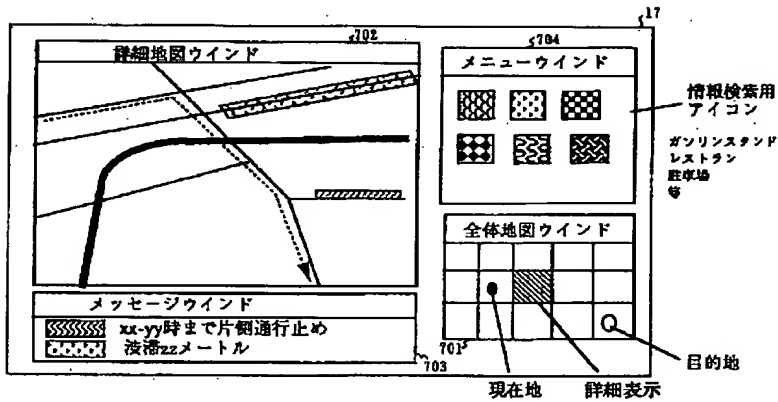 17
702
704
詳細地図ウインド
メニューウインド
情報検索用
アイコン
ガソリンスタンド
レストラン
駐車場
等
全体地図ウインド
メッセージウインド
xx-yy時まで片側通行止め
渋滞zzメートル
703
701
目的地
現在地
詳細表示